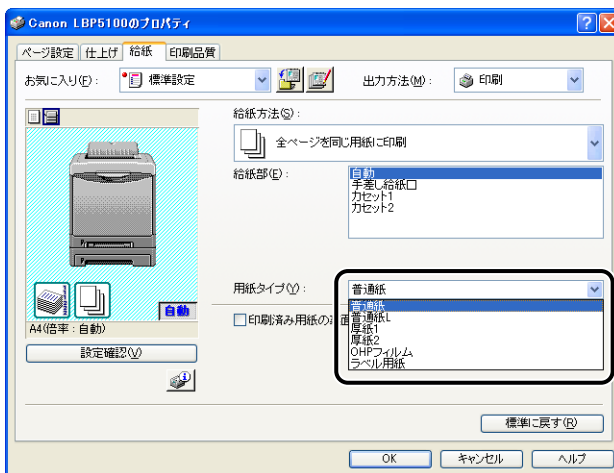 Canon LBP5100のプロパティ
ページ設定 仕上げ 給紙 印刷品質
お気に入り(F): 標準設定 出力方法(M): 印刷
給紙方法(S):
全ページを同じ用紙に印刷
給紙部(E):
自動
手差し給紙口
カセット1
カセット2
用紙タイプ(Y): 普通紙
普通紙
普通紙L
厚紙1
厚紙2
OHPフィルム
ラベル用紙
印刷済み用紙の
自動
A4(倍率:自動)
設定確認(V)
標準に戻す(R)
OK キャンセル ヘルプ